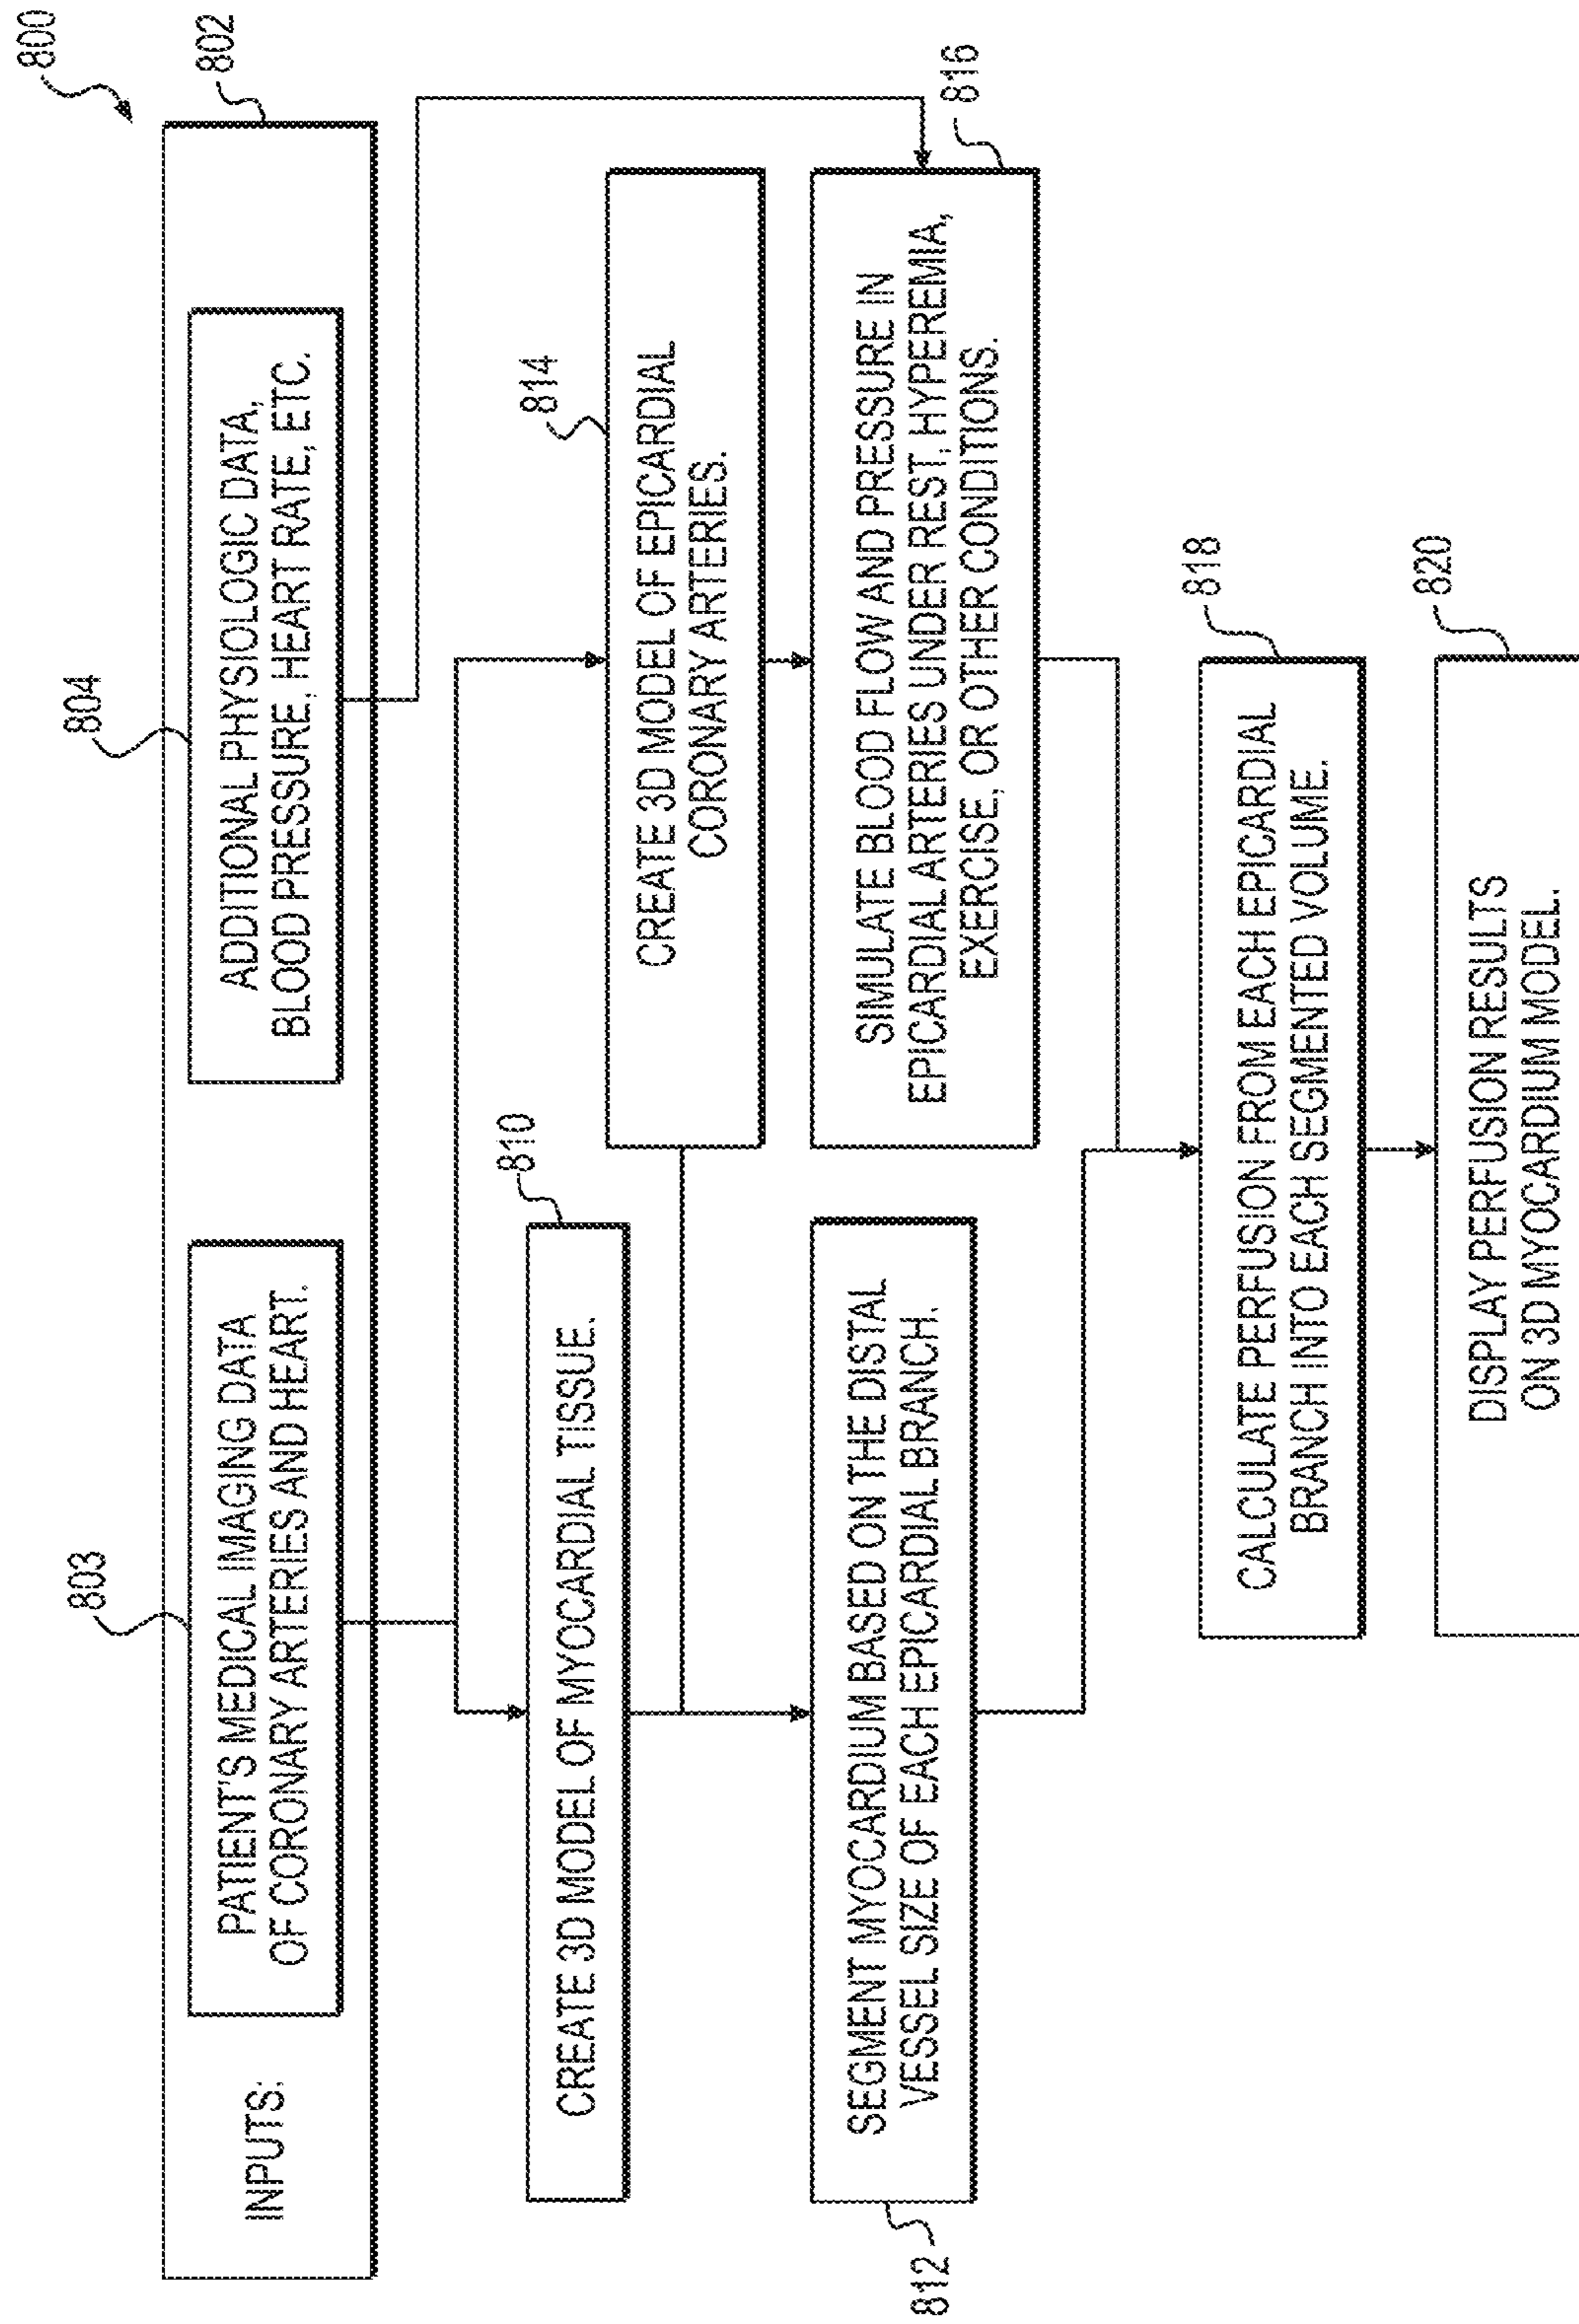 800
802
INPUTS:
803
PATIENT'S MEDICAL IMAGING DATA
OF CORONARY ARTERIES AND HEART.
804
ADDITIONAL PHYSIOLOGIC DATA,
BLOOD PRESSURE, HEART RATE, ETC.
810
CREATE 3D MODEL OF MYOCARDIAL TISSUE.
814
CREATE 3D MODEL OF EPICARDIAL
CORONARY ARTERIES.
812
SEGMENT MYOCARDIUM BASED ON THE DISTAL
VESSEL SIZE OF EACH EPICARDIAL BRANCH.
816
SIMULATE BLOOD FLOW AND PRESSURE IN
EPICARDIAL ARTERIES UNDER REST, HYPEREMIA,
EXERCISE, OR OTHER CONDITIONS.
818
CALCULATE PERFUSION FROM EACH EPICARDIAL
BRANCH INTO EACH SEGMENTED VOLUME.
820
DISPLAY PERFUSION RESULTS
ON 3D MYOCARDIUM MODEL.